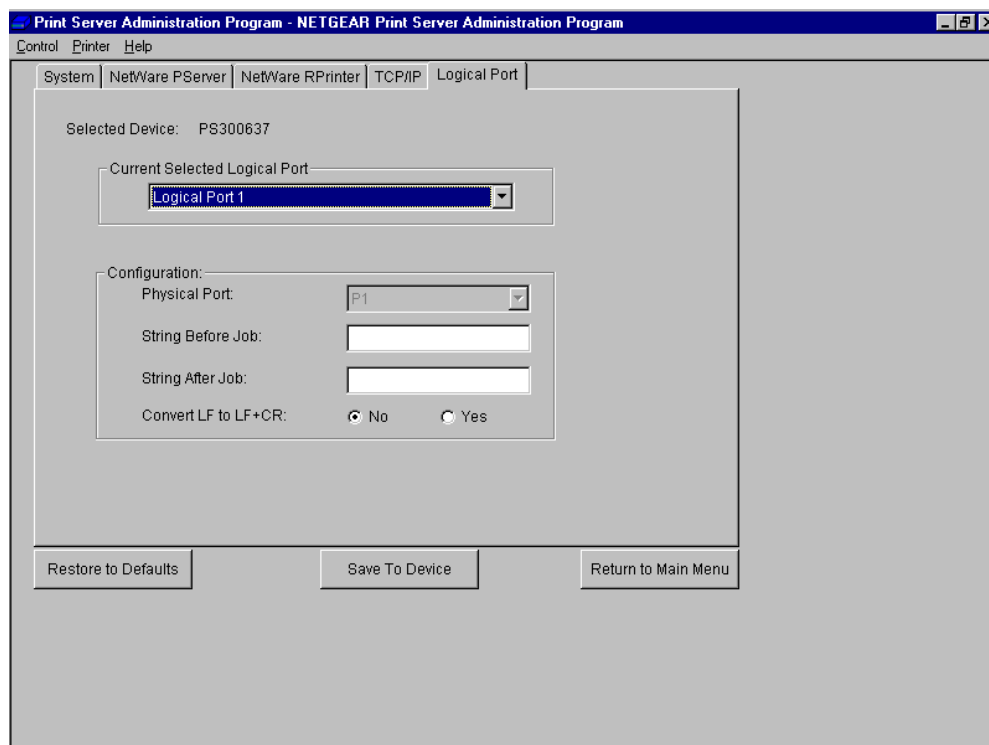 Print Server Administration Program - NETGEAR Print Server Administration Program
Control Printer Help
System NetWare PServer NetWare RPrinter TCP/IP Logical Port
Selected Device: PS300637
Current Selected Logical Port
Logical Port 1
Configuration:
Physical Port: P1
String Before Job:
String After Job:
Convert LF to LF+CR: No Yes
Restore to Defaults Save To Device Return to Main Menu